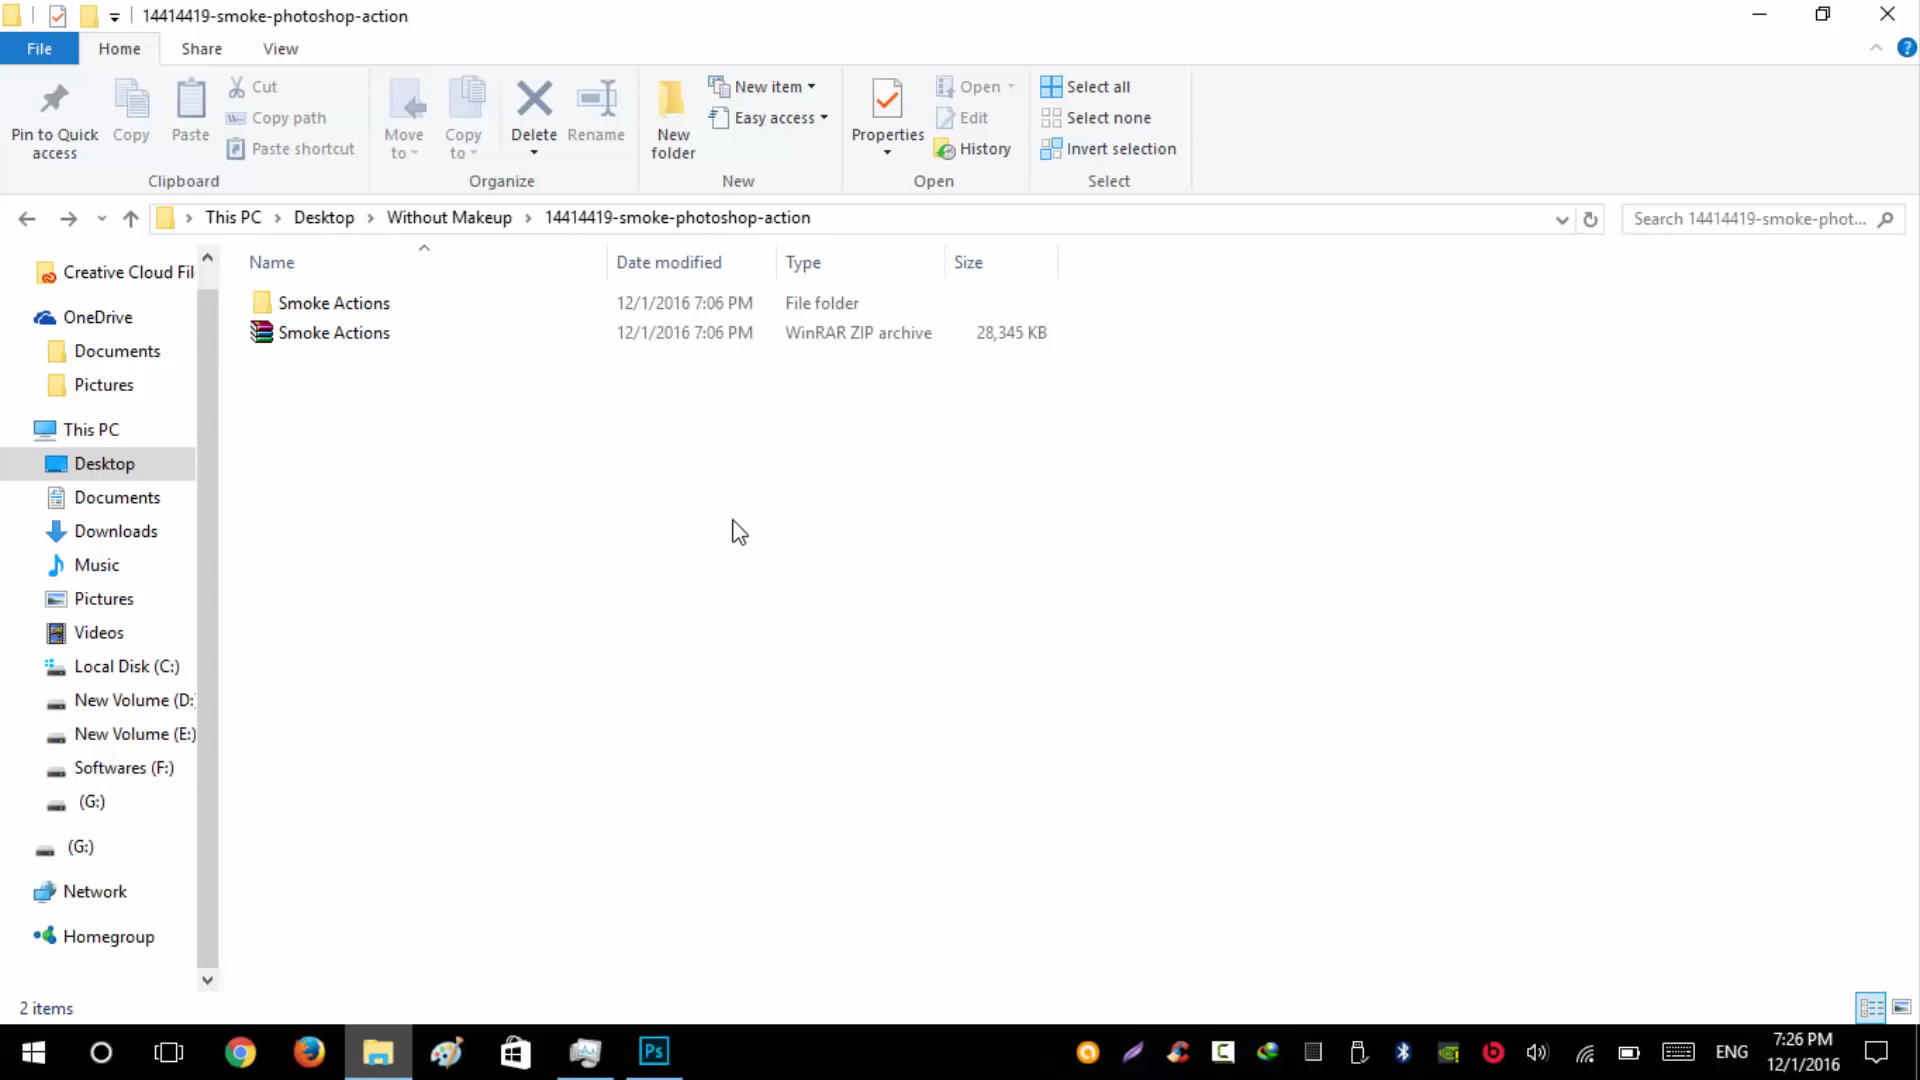 14414419-smoke-photoshop-action
File Home Share View
Pin to Quick access
Copy
Paste
Cut
Copy path
Paste shortcut
Clipboard
Move to
Copy to
Delete
Rename
Organize
New folder
New item
Easy access
New
Properties
Open
Edit
History
Open
Select all
Select none
Invert selection
Select
This PC Desktop Without Makeup 14414419-smoke-photoshop-action
Search 14414419-smoke-phot...
Name Date modified Type Size
Smoke Actions 12/1/2016 7:06 PM File folder
Smoke Actions 12/1/2016 7:06 PM WinRAR ZIP archive 28,345 KB
Creative Cloud Fil
OneDrive
Documents
Pictures
This PC
Desktop
Documents
Downloads
Music
Pictures
Videos
Local Disk (C:)
New Volume (D:
New Volume (E:)
Softwares (F:)
(G:)
(G:)
Network
Homegroup
2 items
Ps
ENG
7:26 PM
12/1/2016